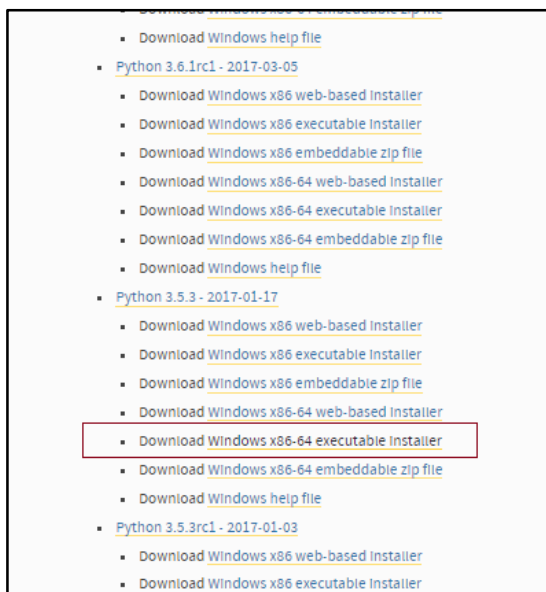 Download Windows help file
Python 3.6.1rc1 - 2017-03-05
Download Windows x86 web-based installer
Download Windows x86 executable installer
Download Windows x86 embeddable zip file
Download Windows x86-64 web-based installer
Download Windows x86-64 executable installer
Download Windows x86-64 embeddable zip file
Download Windows help file
Python 3.5.3 - 2017-01-17
Download Windows x86 web-based installer
Download Windows x86 executable installer
Download Windows x86 embeddable zip file
Download Windows x86-64 web-based installer
Download Windows x86-64 executable installer
Download Windows x86-64 embeddable zip file
Download Windows help file
Python 3.5.3rc1 - 2017-01-03
Download Windows x86 web-based installer
Download Windows x86 executable installer